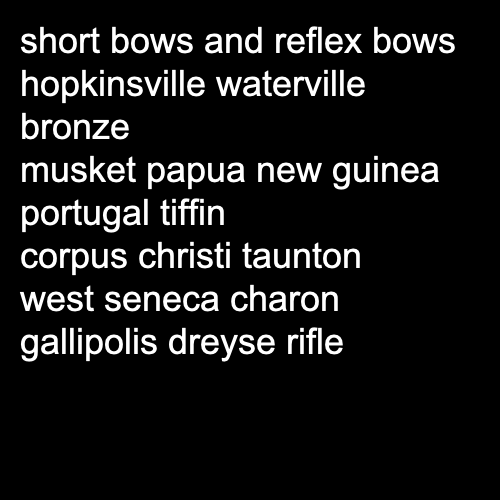 short bows and reflex bows
hopkinsville waterville
bronze
musket papua new guinea
portugal tiffin
corpus christi taunton
west seneca charon
gallipolis dreyse rifle